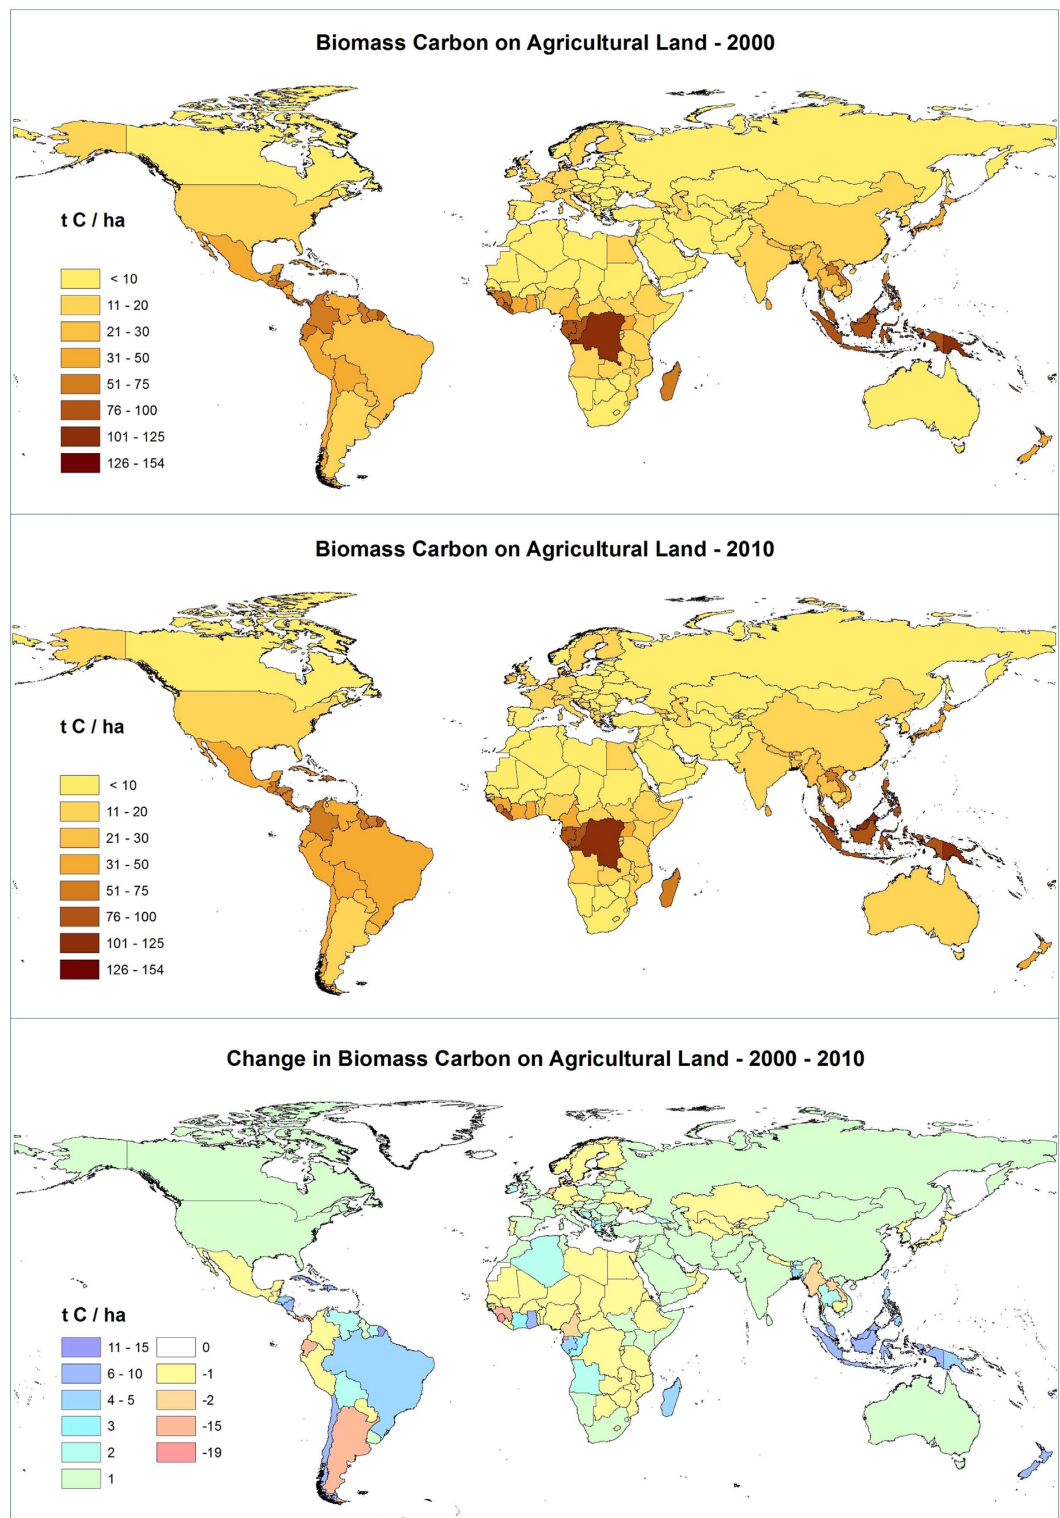 Biomass Carbon on Agricultural Land - 2000
t C / ha
< 10
11 - 20
21 - 30
31 - 50
51 - 75
76 - 100
101 - 125
126 - 154
Biomass Carbon on Agricultural Land - 2010
t C / ha
< 10
11 - 20
21 - 30
31 - 50
51 - 75
76 - 100
101 - 125
126 - 154
Change in Biomass Carbon on Agricultural Land - 2000 - 2010
t C / ha
11 - 15 0
6 - 10 -1
4 - 5 -2
3 -15
2 -19
1